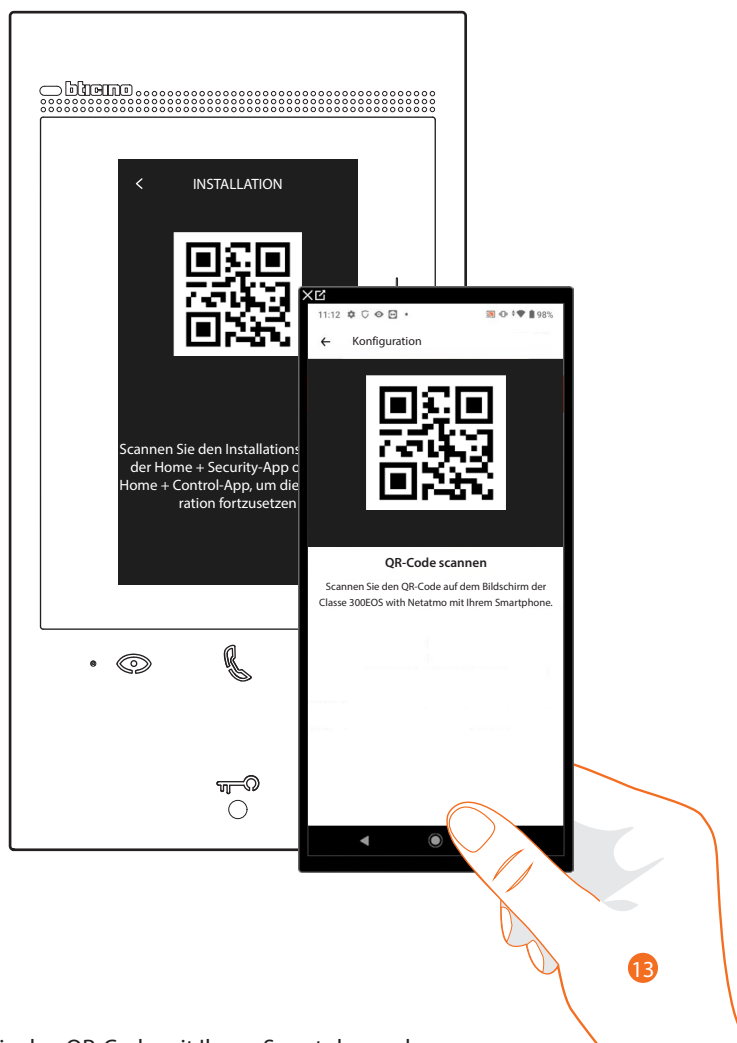 bticino
INSTALLATION
Scannen Sie den Installations
der Home + Security-App o
Home + Control-App, um die
ration fortzusetzen
11:12
98%
Konfiguration
QR-Code scannen
Scannen Sie den QR-Code auf dem Bildschirm der
Classe 300EOS with Netatmo mit Ihrem Smartphone.
13